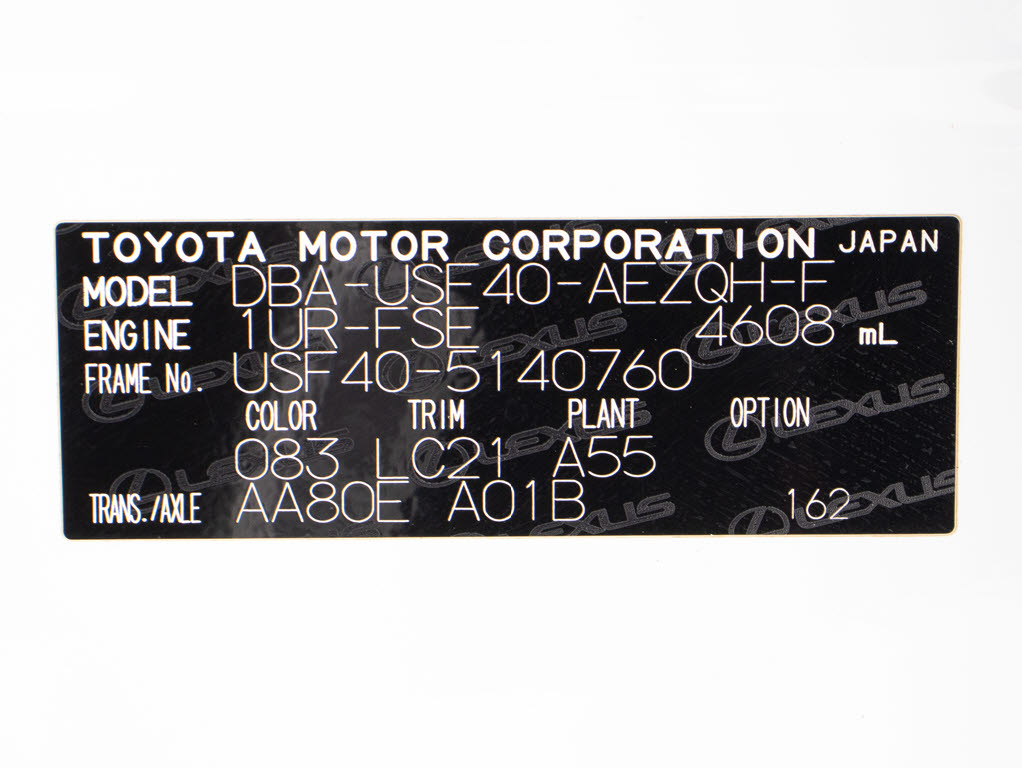 TOYOTA MOTOR CORPORATION JAPAN
MODEL DBA-USF40-AEZQH-F
ENGINE 1UR-FSE 4608 mL
FRAME No. USF40-5140760
COLOR TRIM PLANT OPTION
083 LC21 A55
TRANS./AXLE AA80E A01B 162
LEXUS